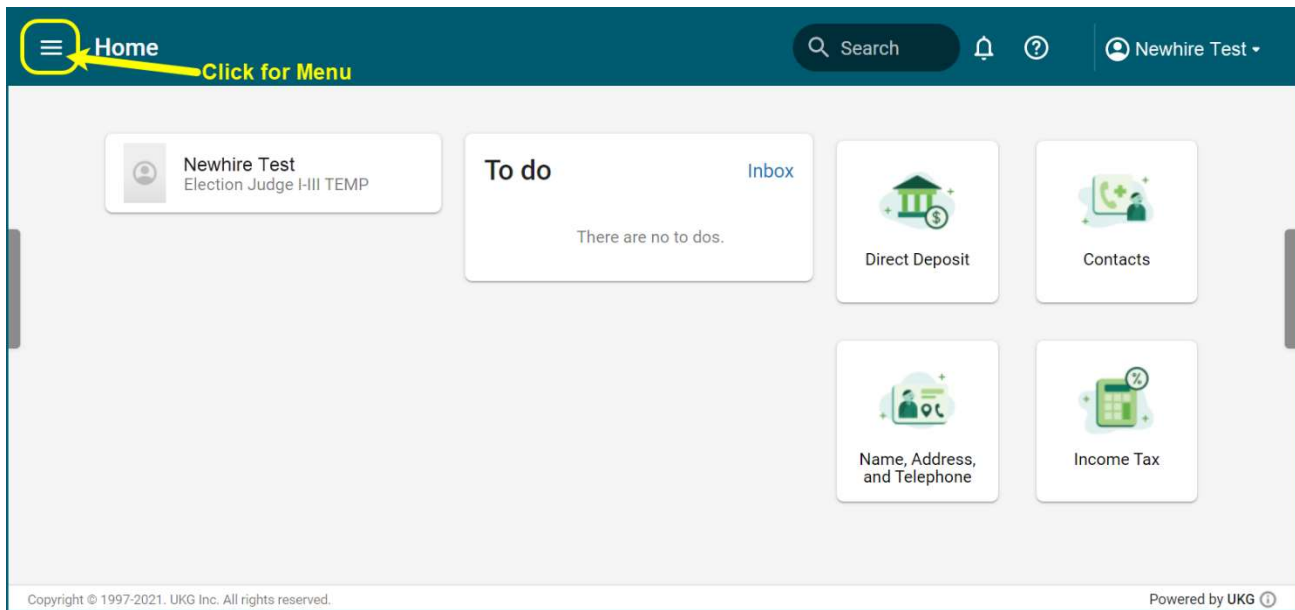 Home
Search
Newhire Test
Click for Menu
Newhire Test
Election Judge I-III TEMP
To do
Inbox
There are no to dos.
$
Direct Deposit
Contacts
%
Name, Address,
and Telephone
Income Tax
Copyright © 1997-2021. UKG Inc. All rights reserved.
Powered by UKG